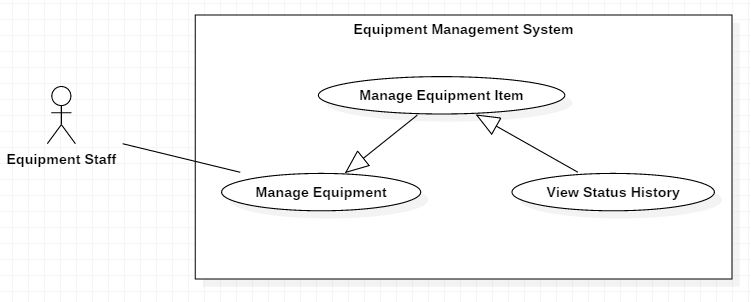 Equipment Management System
Manage Equipment Item
Equipment Staff
Manage Equipment
View Status History